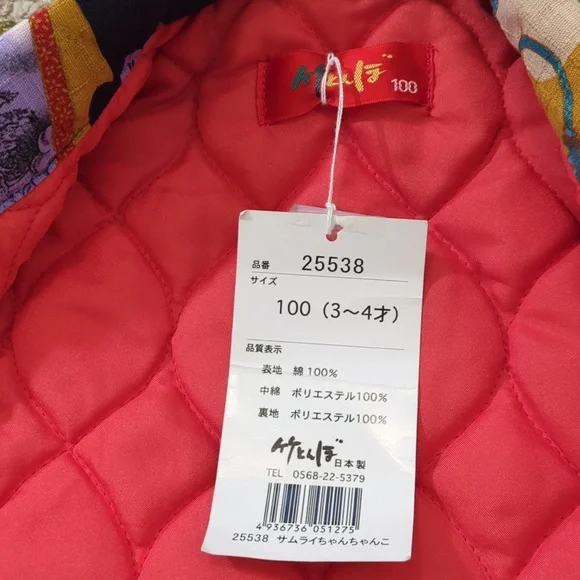 竹とんぼ 100
品番 25538
サイズ
100（3～4才）
品質表示
表地 綿100%
中綿 ポリエステル100%
裏地 ポリエステル100%
竹とんぼ日本製
TEL 0568-22-5379
4 936736 051275
25538 サムライちゃんちゃんこ